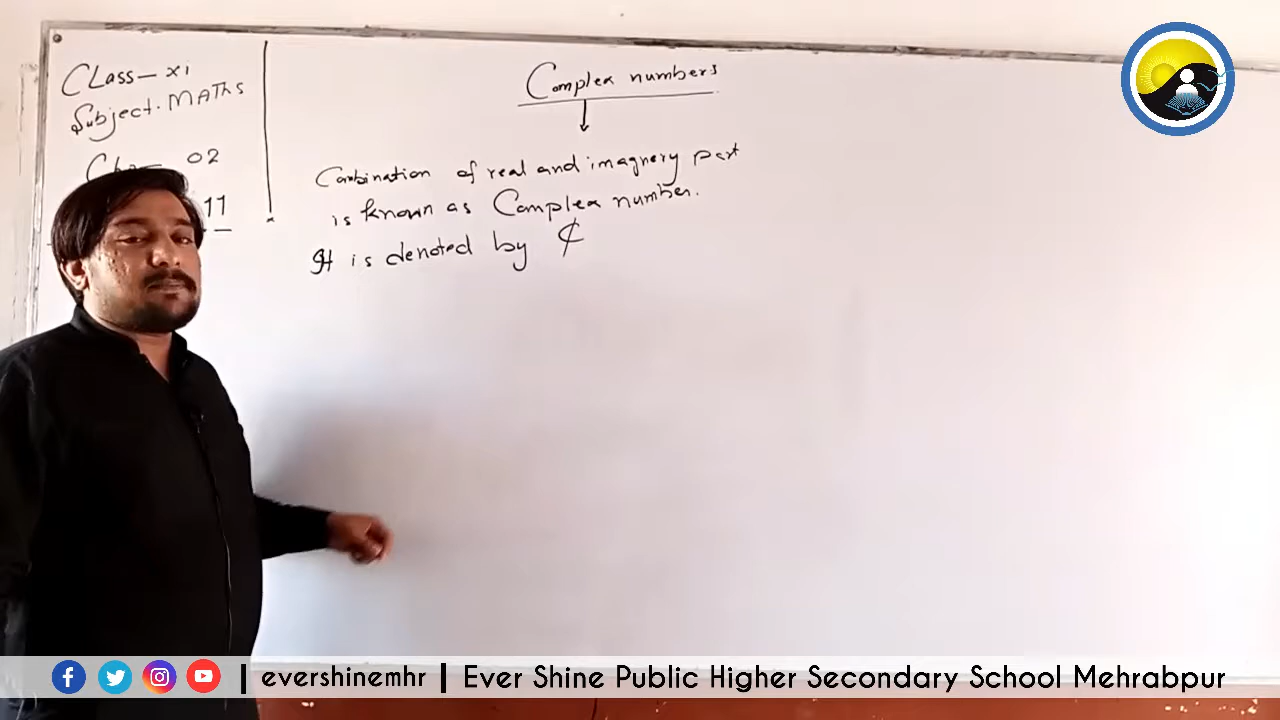 CLass – xi
Subject. MATHs
02
11
Complex numbers
Combination of real and imagnery part
is known as Complex number.
It is denoted by ₵
| evershinemhr | Ever Shine Public Higher Secondary School Mehrabpur